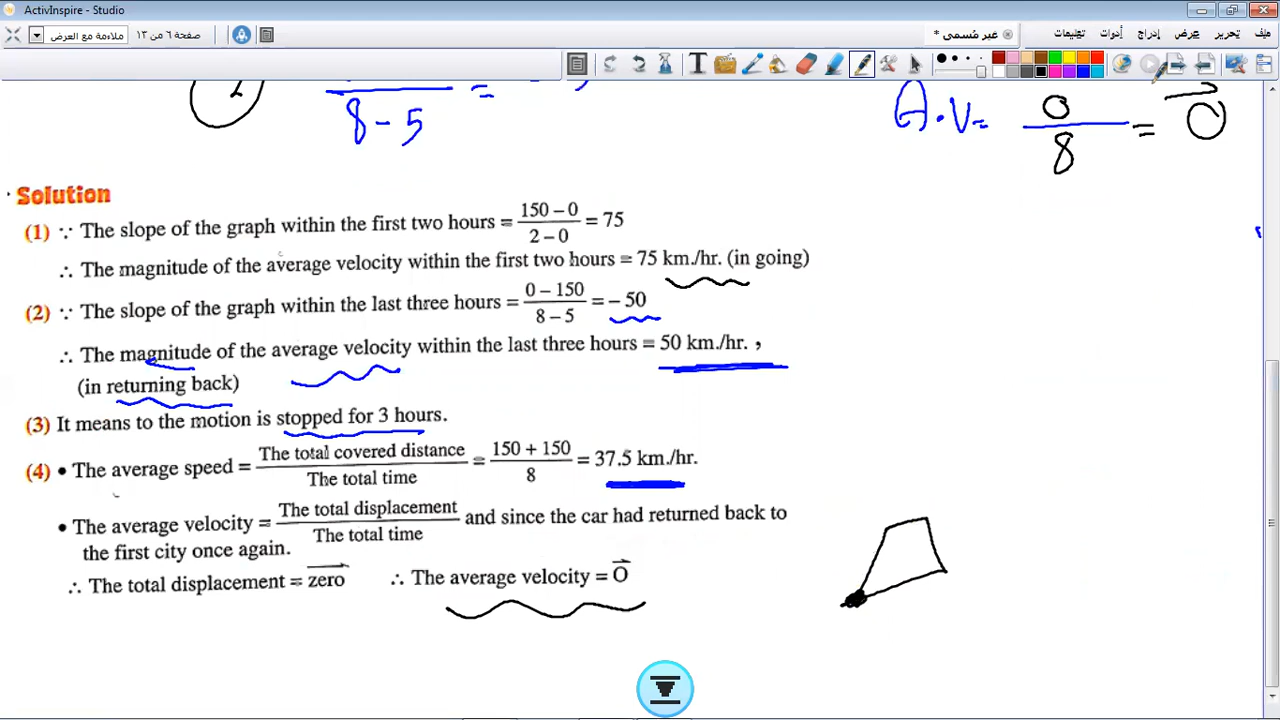 ActivInspire - Studio
ملف تحرير عرض إدراج أدوات تعليمات
غير مُسمى *
صفحة ٦ من ١٣
ملاءمة مع العرض
8 - 5 =
A.V = 0/8 = 0⃗
Solution
(1) ∵ The slope of the graph within the first two hours = (150 – 0)/(2 – 0) = 75
∴ The magnitude of the average velocity within the first two hours = 75 km./hr. (in going)
(2) ∵ The slope of the graph within the last three hours = (0 – 150)/(8 – 5) = – 50
∴ The magnitude of the average velocity within the last three hours = 50 km./hr. ,
(in returning back)
(3) It means to the motion is stopped for 3 hours.
(4) • The average speed = The total covered distance/The total time = (150 + 150)/8 = 37.5 km./hr.
• The average velocity = The total displacement/The total time and since the car had returned back to
the first city once again.
∴ The total displacement = zero⃗ ∴ The average velocity = O⃗